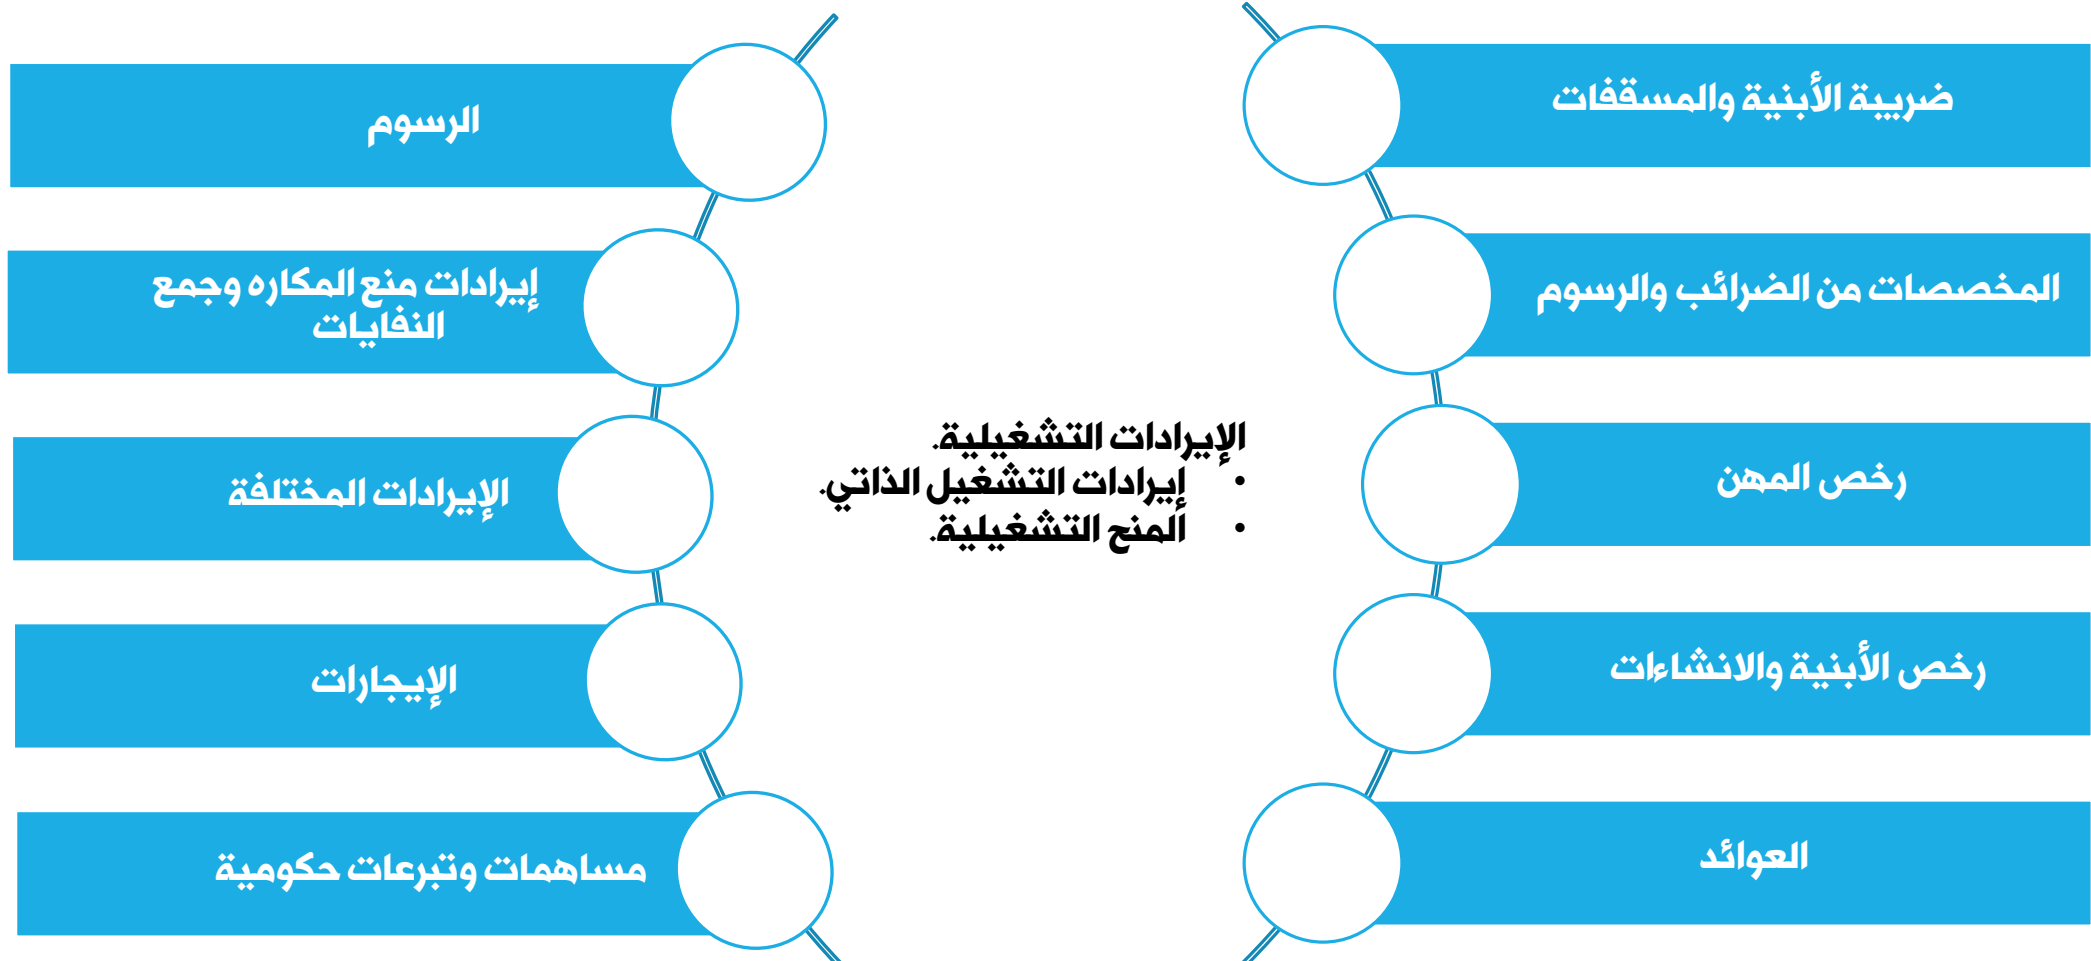 ضريبة الأبنية والمسقفات
المخصصات من الضرائب والرسوم
رخص المهن
رخص الأبنية والانشاءات
العوائد
الإيرادات التشغيلية.
• إيرادات التشغيل الذاتي.
• المنح التشغيلية.
الرسوم
إيرادات منع المكاره وجمع
النفايات
الإيرادات المختلفة
الإيجارات
مساهمات وتبرعات حكومية